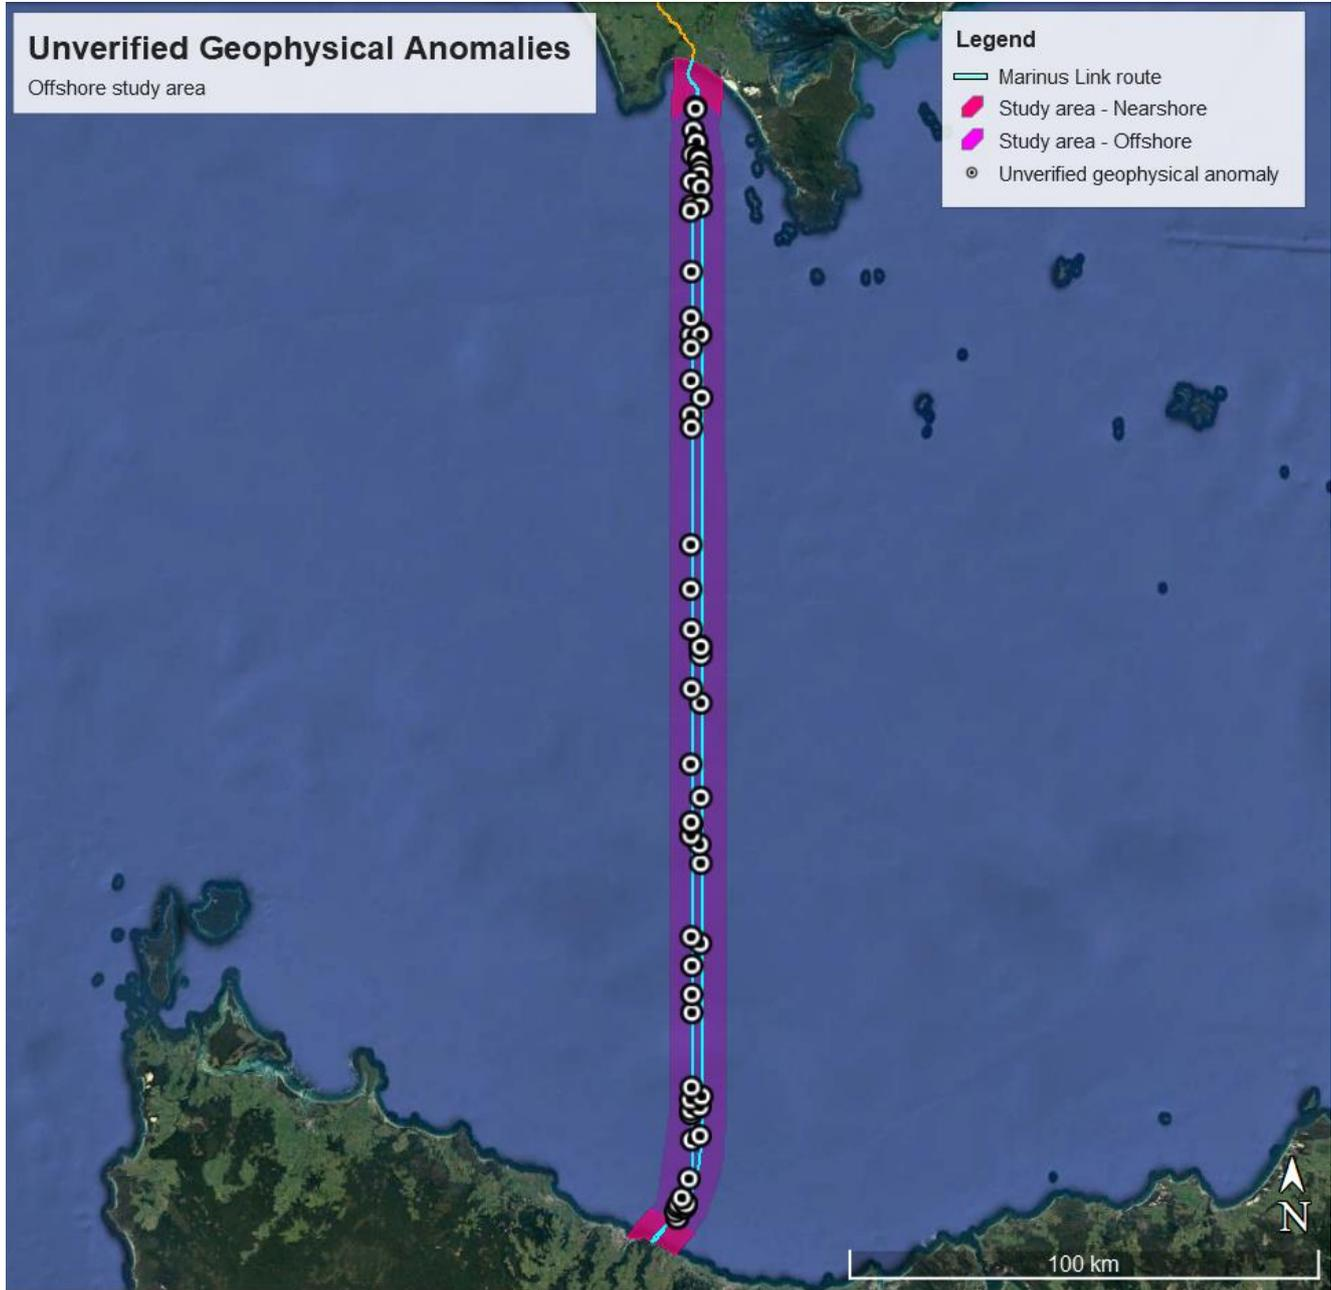 Unverified Geophysical Anomalies
Offshore study area
Legend
Marinus Link route
Study area - Nearshore
Study area - Offshore
Unverified geophysical anomaly
N
100 km